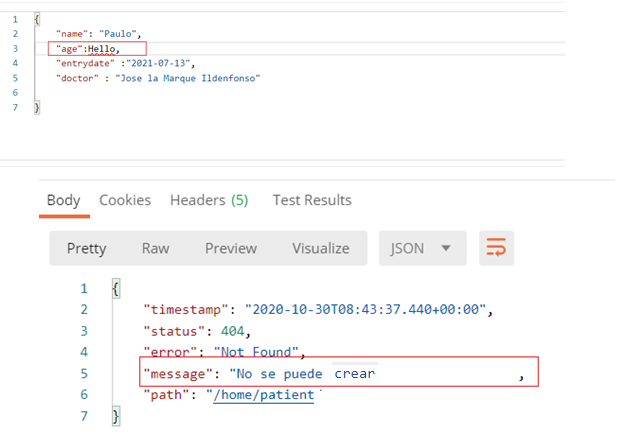 1 {
2 "name": "Paulo",
3 "age":Hello,
4 "entrydate" :"2021-07-13",
5 "doctor" : "Jose la Marque Ildenfonso"
6
7 }
Body Cookies Headers (5) Test Results
Pretty Raw Preview Visualize JSON
1 {
2 "timestamp": "2020-10-30T08:43:37.440+00:00",
3 "status": 404,
4 "error": "Not Found",
5 "message": "No se puede crear ,
6 "path": "/home/patient
7 }